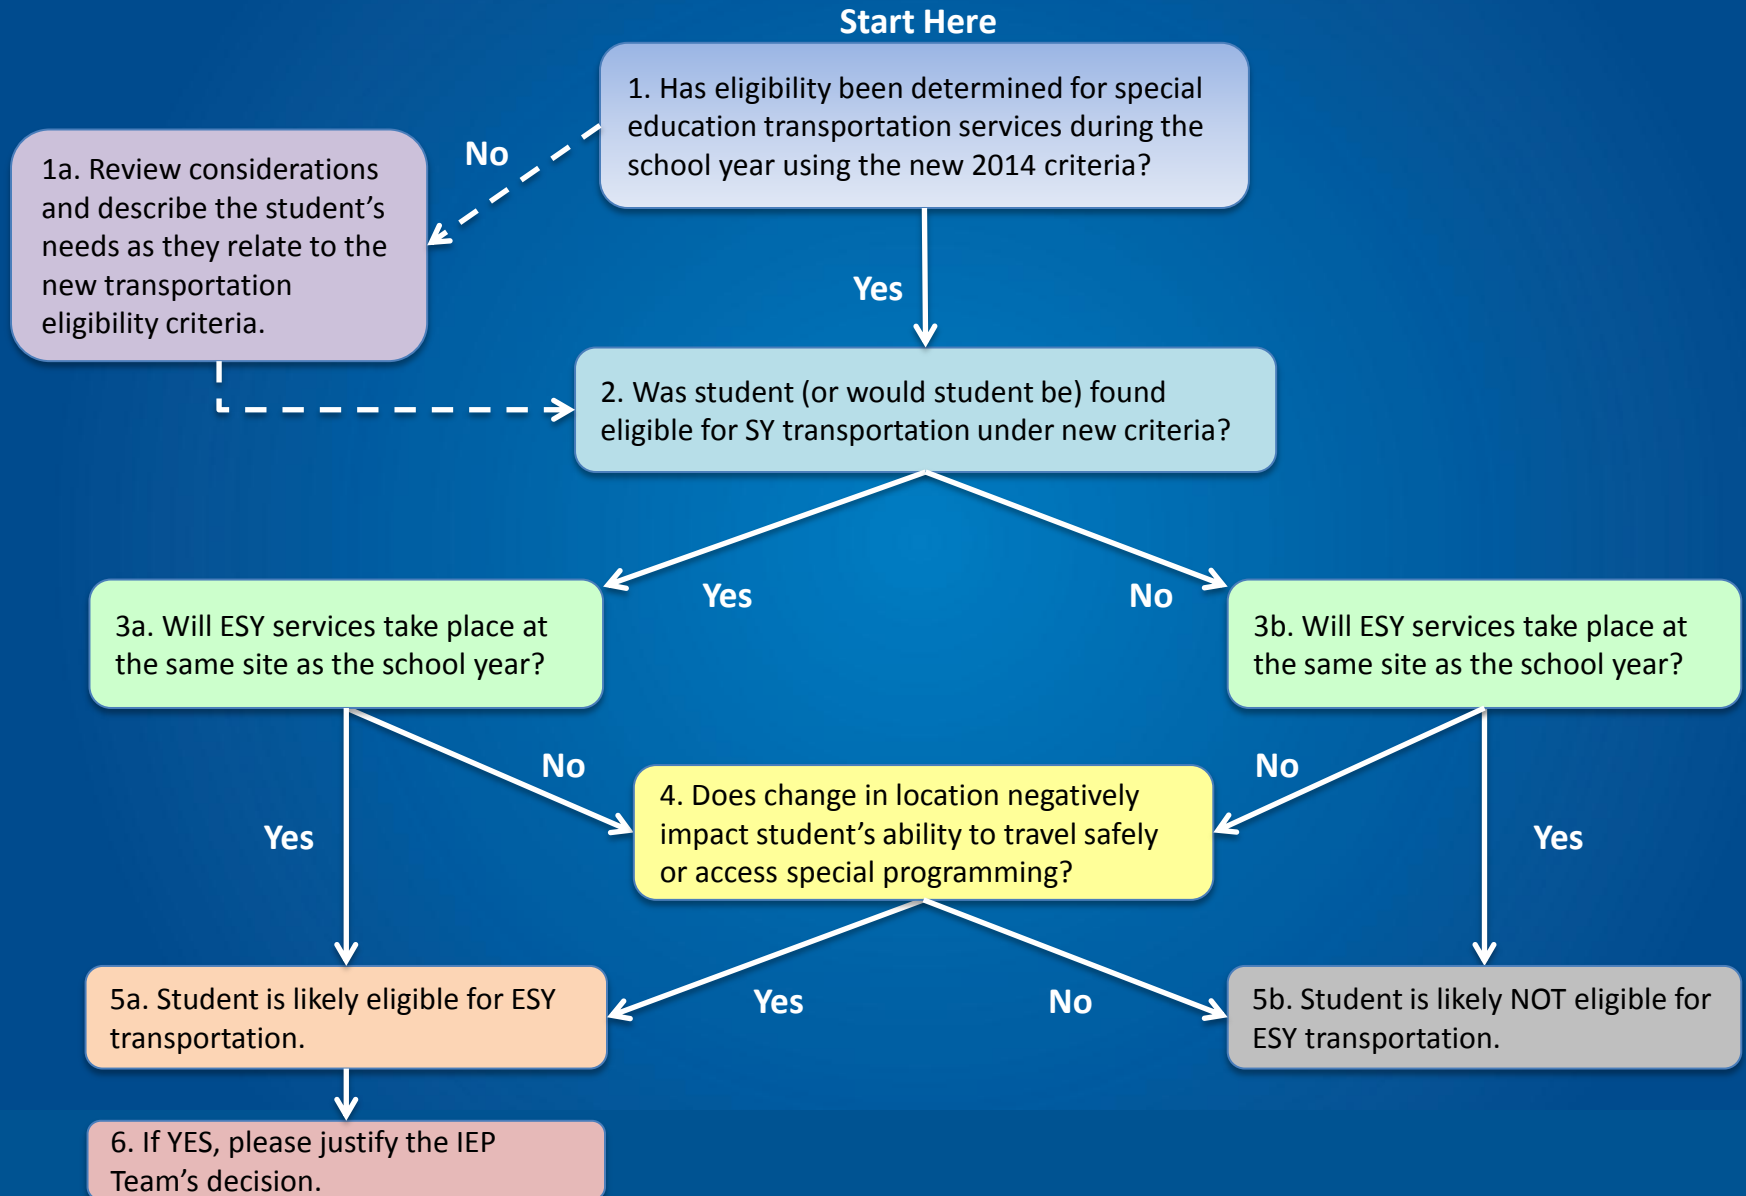 Start Here
1. Has eligibility been determined for special
education transportation services during the
school year using the new 2014 criteria?
No
1a. Review considerations
and describe the student’s
needs as they relate to the
new transportation
eligibility criteria.
Yes
2. Was student (or would student be) found
eligible for SY transportation under new criteria?
Yes
No
3a. Will ESY services take place at
the same site as the school year?
3b. Will ESY services take place at
the same site as the school year?
No
No
4. Does change in location negatively
impact student’s ability to travel safely
or access special programming?
Yes
Yes
5a. Student is likely eligible for ESY
transportation.
Yes
No
5b. Student is likely NOT eligible for
ESY transportation.
6. If YES, please justify the IEP
Team’s decision.